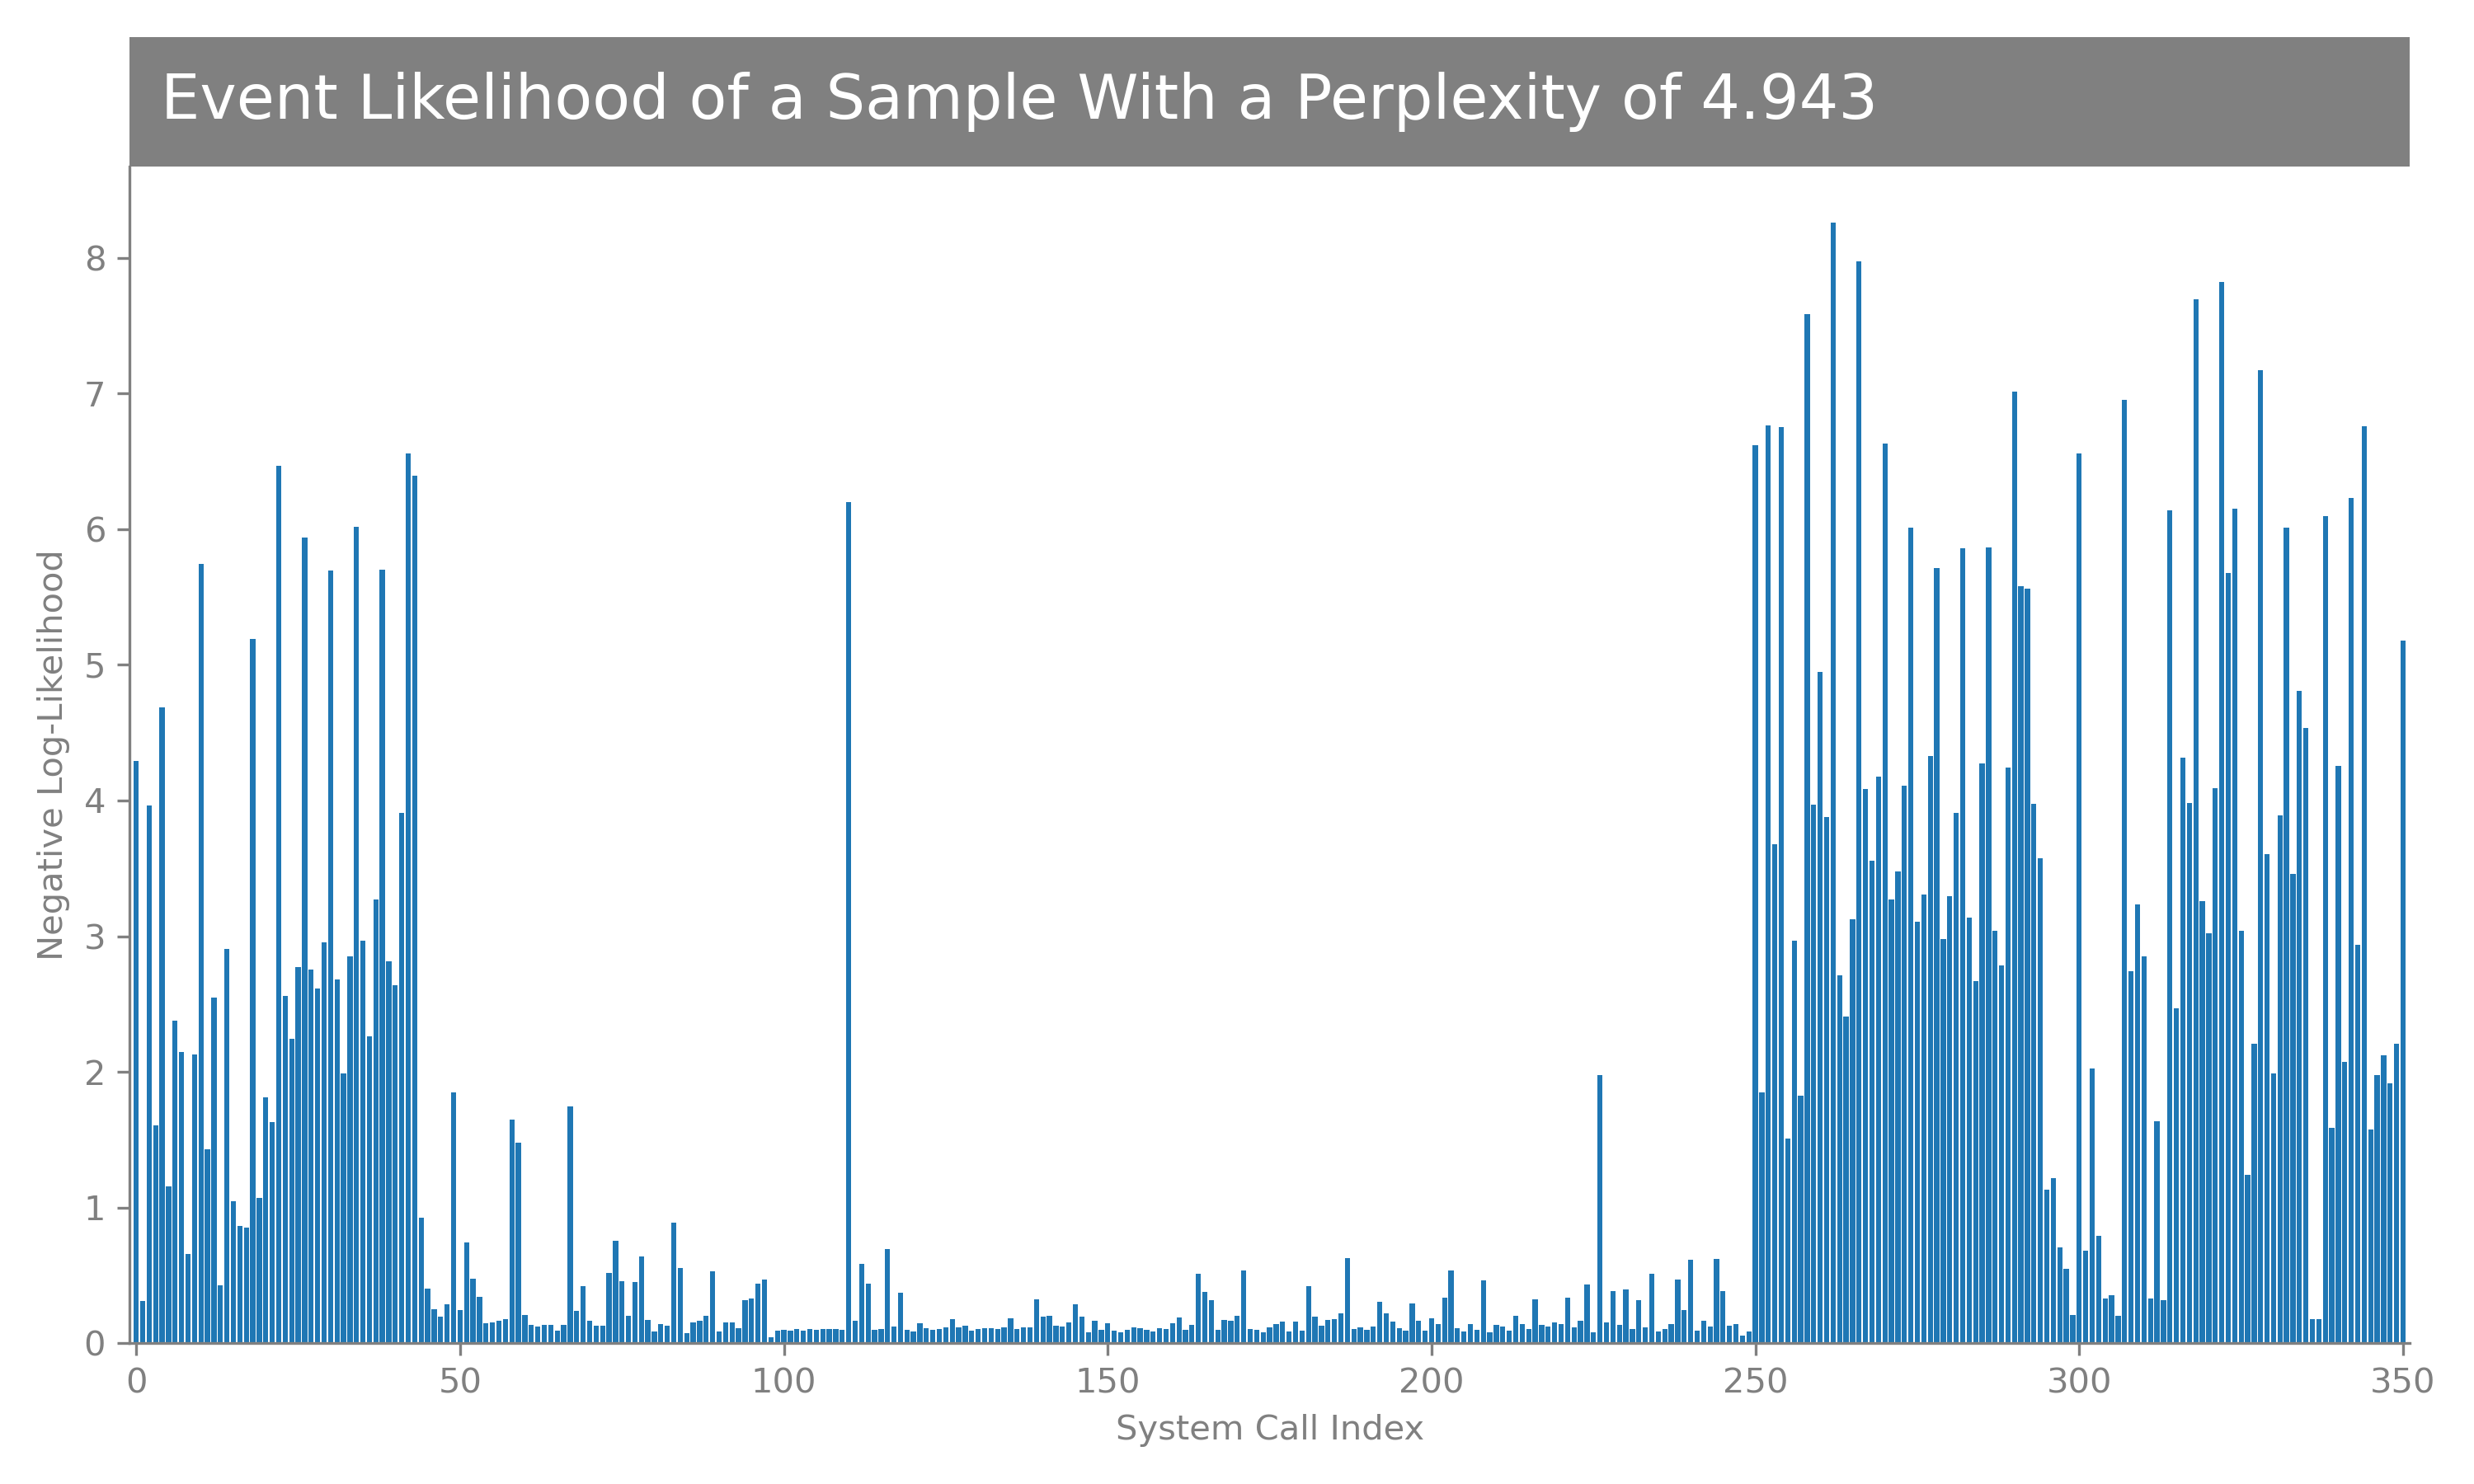 Event Likelihood of a Sample With a Perplexity of 4.943
8
7
6
5
4
3
2
1
0
Negative Log-Likelihood
0 50 100 150 200 250 300 350
System Call Index